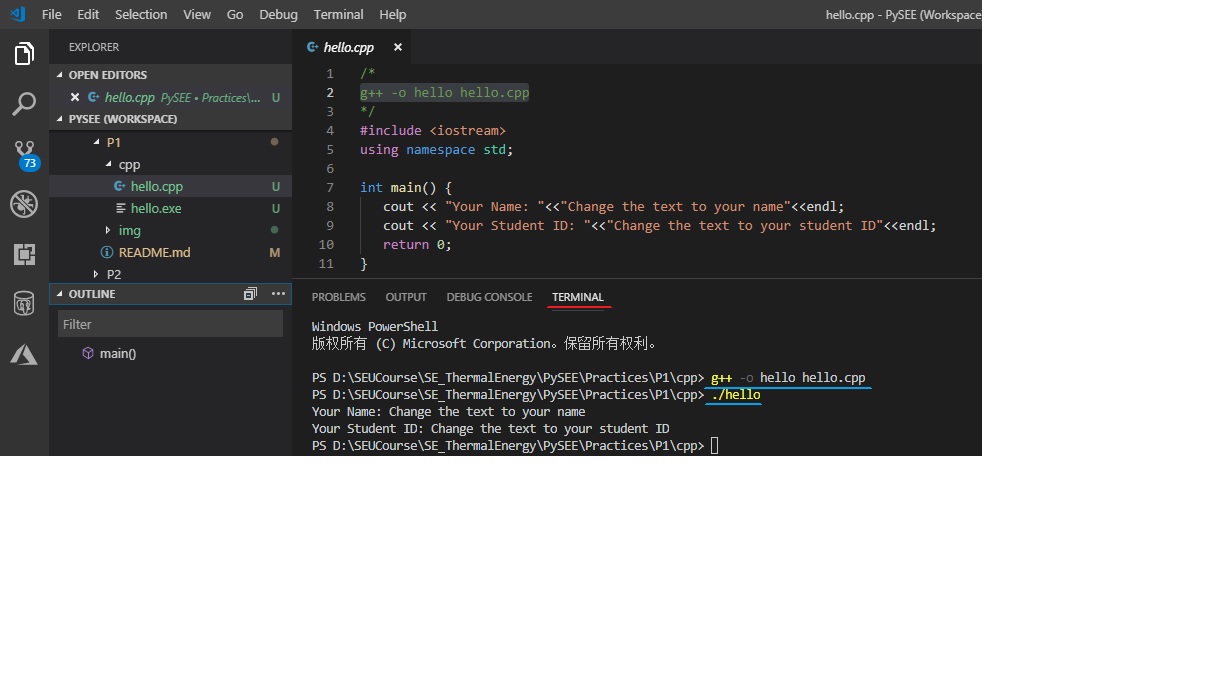 File Edit Selection View Go Debug Terminal Help hello.cpp - PySEE (Workspace
EXPLORER
OPEN EDITORS
hello.cpp PySEE • Practices\... U
PYSEE (WORKSPACE)
P1
cpp
hello.cpp U
hello.exe U
img
README.md M
P2
73
OUTLINE
Filter
main()
hello.cpp
1 /*
2 g++ -o hello hello.cpp
3 */
4 #include <iostream>
5 using namespace std;
6
7 int main() {
8 cout << "Your Name: "<<"Change the text to your name"<<endl;
9 cout << "Your Student ID: "<<"Change the text to your student ID"<<endl;
10 return 0;
11 }
PROBLEMS OUTPUT DEBUG CONSOLE TERMINAL
Windows PowerShell
版权所有 (C) Microsoft Corporation。保留所有权利。
PS D:\SEUCourse\SE_ThermalEnergy\PySEE\Practices\P1\cpp> g++ -o hello hello.cpp
PS D:\SEUCourse\SE_ThermalEnergy\PySEE\Practices\P1\cpp> ./hello
Your Name: Change the text to your name
Your Student ID: Change the text to your student ID
PS D:\SEUCourse\SE_ThermalEnergy\PySEE\Practices\P1\cpp>